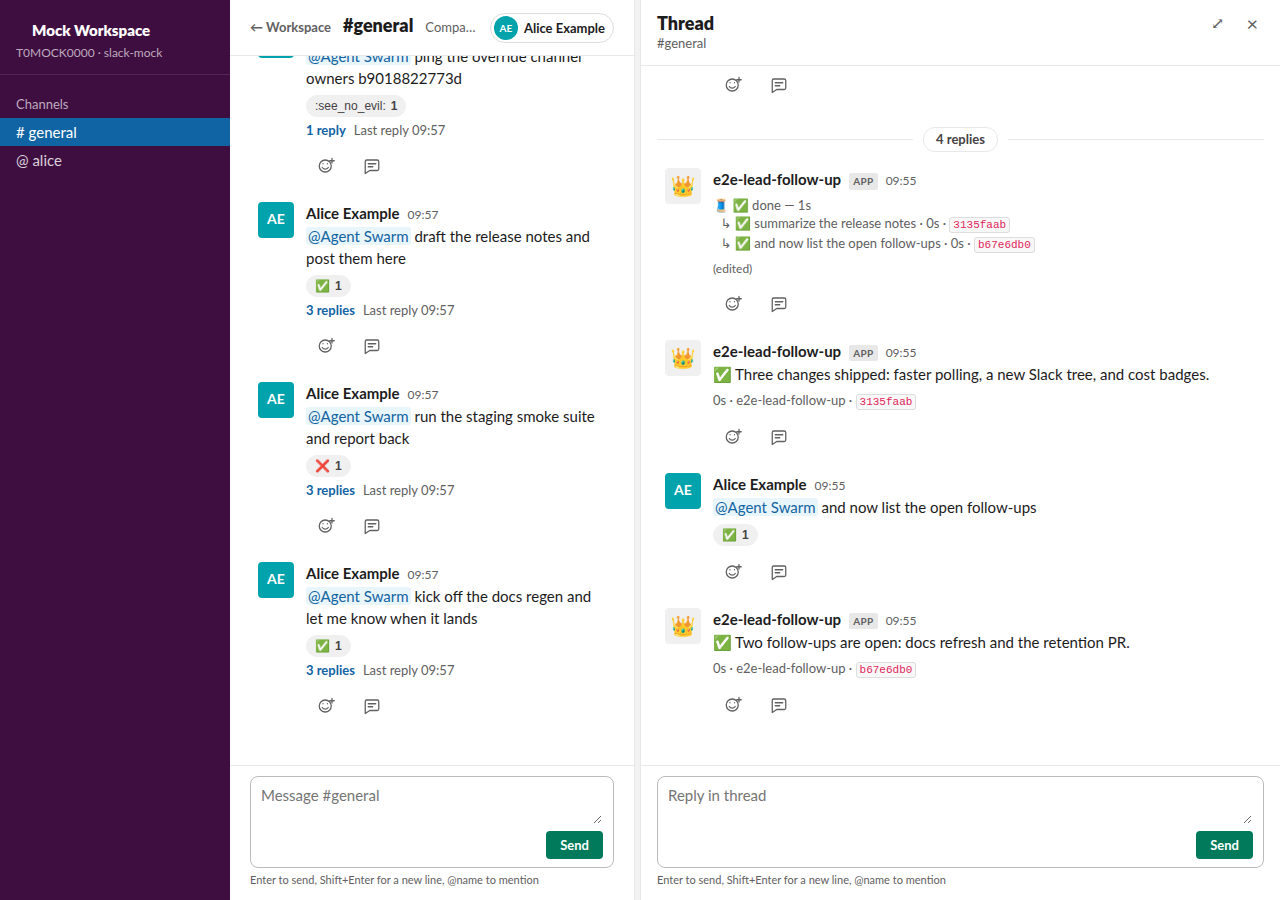 Mock Workspace
T0MOCK0000 · slack-mock
Channels
# general
@ alice
← Workspace #general Compa... AE Alice Example
@Agent Swarm ping the override channel
owners b9018822773d
:see_no_evil: 1
1 reply Last reply 09:57
AE Alice Example 09:57
@Agent Swarm draft the release notes and
post them here
✅ 1
3 replies Last reply 09:57
AE Alice Example 09:57
@Agent Swarm run the staging smoke suite
and report back
❌ 1
3 replies Last reply 09:57
AE Alice Example 09:57
@Agent Swarm kick off the docs regen and
let me know when it lands
✅ 1
3 replies Last reply 09:57
Message #general
Send
Enter to send, Shift+Enter for a new line, @name to mention
Thread
#general
4 replies
e2e-lead-follow-up APP 09:55
🧵 ✅ done — 1s
↳ ✅ summarize the release notes · 0s · 3135faab
↳ ✅ and now list the open follow-ups · 0s · b67e6db0
(edited)
e2e-lead-follow-up APP 09:55
✅ Three changes shipped: faster polling, a new Slack tree, and cost badges.
0s · e2e-lead-follow-up · 3135faab
AE Alice Example 09:55
@Agent Swarm and now list the open follow-ups
✅ 1
e2e-lead-follow-up APP 09:55
✅ Two follow-ups are open: docs refresh and the retention PR.
0s · e2e-lead-follow-up · b67e6db0
Reply in thread
Send
Enter to send, Shift+Enter for a new line, @name to mention